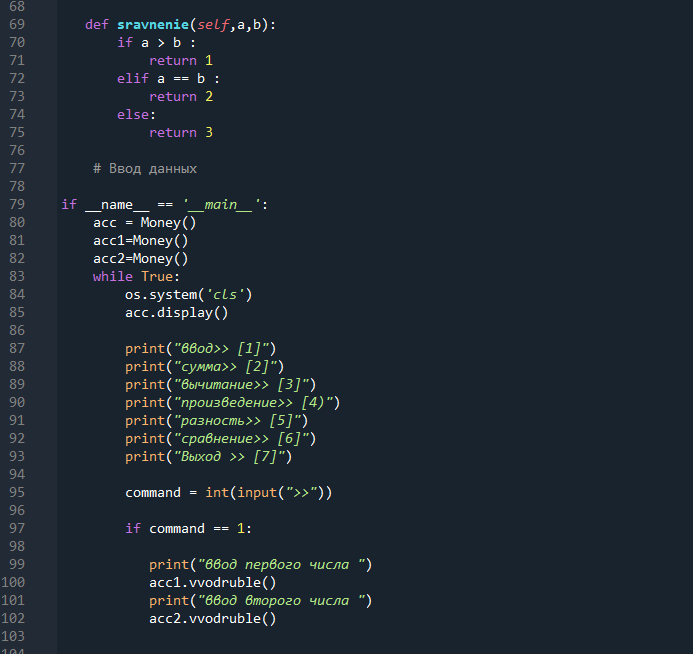 68
69 def sravnenie(self,a,b):
70 if a > b :
71 return 1
72 elif a == b :
73 return 2
74 else:
75 return 3
76
77 # Ввод данных
78
79 if __name__ == '__main__':
80 acc = Money()
81 acc1=Money()
82 acc2=Money()
83 while True:
84 os.system('cls')
85 acc.display()
86
87 print("ввод>> [1]")
88 print("сумма>> [2]")
89 print("вычитание>> [3]")
90 print("произведение>> [4)")
91 print("разность>> [5]")
92 print("сравнение>> [6]")
93 print("Выход >> [7]")
94
95 command = int(input(">>"))
96
97 if command == 1:
98
99 print("ввод первого числа ")
100 acc1.vvodruble()
101 print("ввод второго числа ")
102 acc2.vvodruble()
103
104